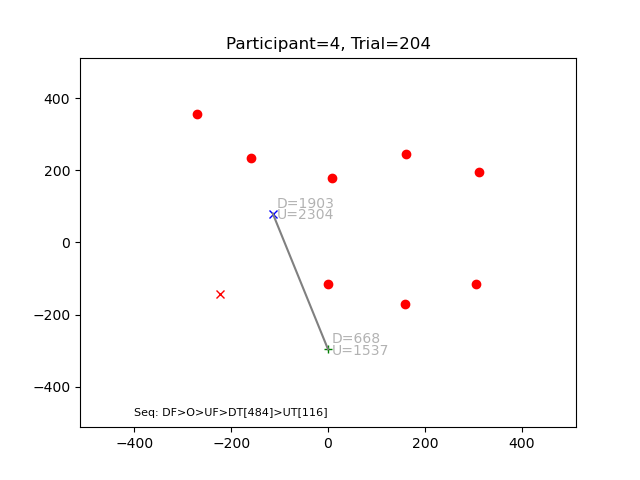 Participant=4, Trial=204
400
200
0
−200
−400
D=1903
U=2304
D=668
U=1537
Seq: DF>O>UF>DT[484]>UT[116]
−400
−200
0
200
400